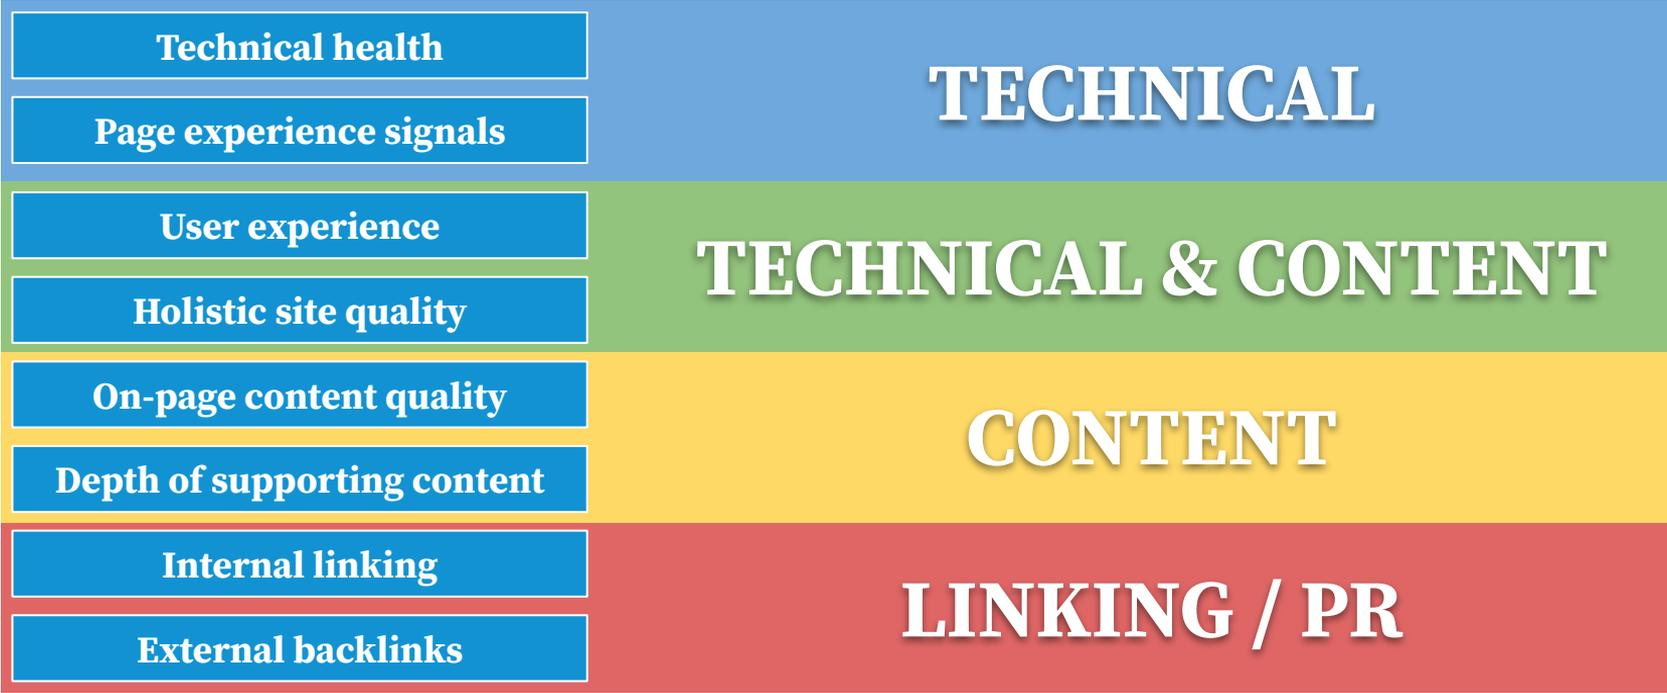 Technical health
Page experience signals
TECHNICAL
User experience
Holistic site quality
TECHNICAL & CONTENT
On-page content quality
Depth of supporting content
CONTENT
Internal linking
External backlinks
LINKING / PR